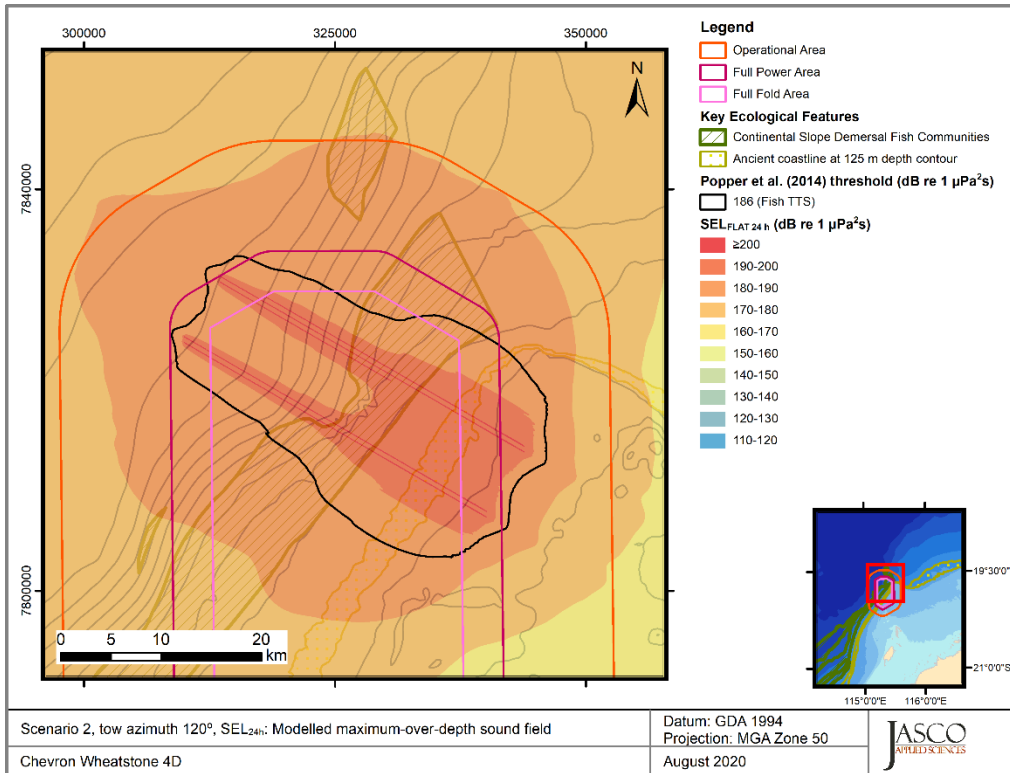 300000
325000
350000
7840000
7800000
N
0
5
10
20
km
Legend
Operational Area
Full Power Area
Full Fold Area
Key Ecological Features
Continental Slope Demersal Fish Communities
Ancient coastline at 125 m depth contour
Popper et al. (2014) threshold (dB re 1 µPa²s)
186 (Fish TTS)
SELFLAT 24 h (dB re 1 µPa²s)
≥200
190-200
180-190
170-180
160-170
150-160
140-150
130-140
120-130
110-120
19°30'0"S
21°0'0"S
115°0'0"E
116°0'0"E
Scenario 2, tow azimuth 120°, SEL24h: Modelled maximum-over-depth sound field
Chevron Wheatstone 4D
Datum: GDA 1994
Projection: MGA Zone 50
August 2020
JASCO
APPLIED SCIENCES